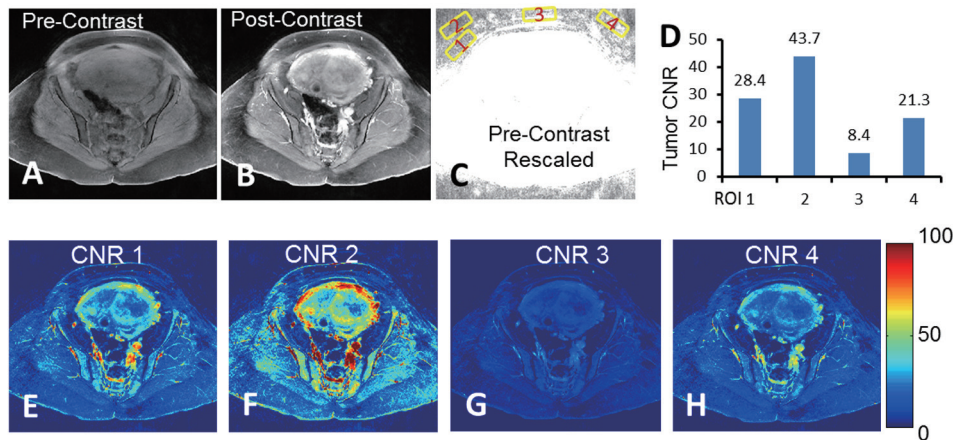 Pre-Contrast
A
Post-Contrast
B
1
2
3
4
Pre-Contrast
Rescaled
C
D
Tumor CNR
50
40
30
20
10
0
28.4
43.7
8.4
21.3
ROI 1 2 3 4
CNR 1
E
CNR 2
F
CNR 3
G
CNR 4
H
100
50
0